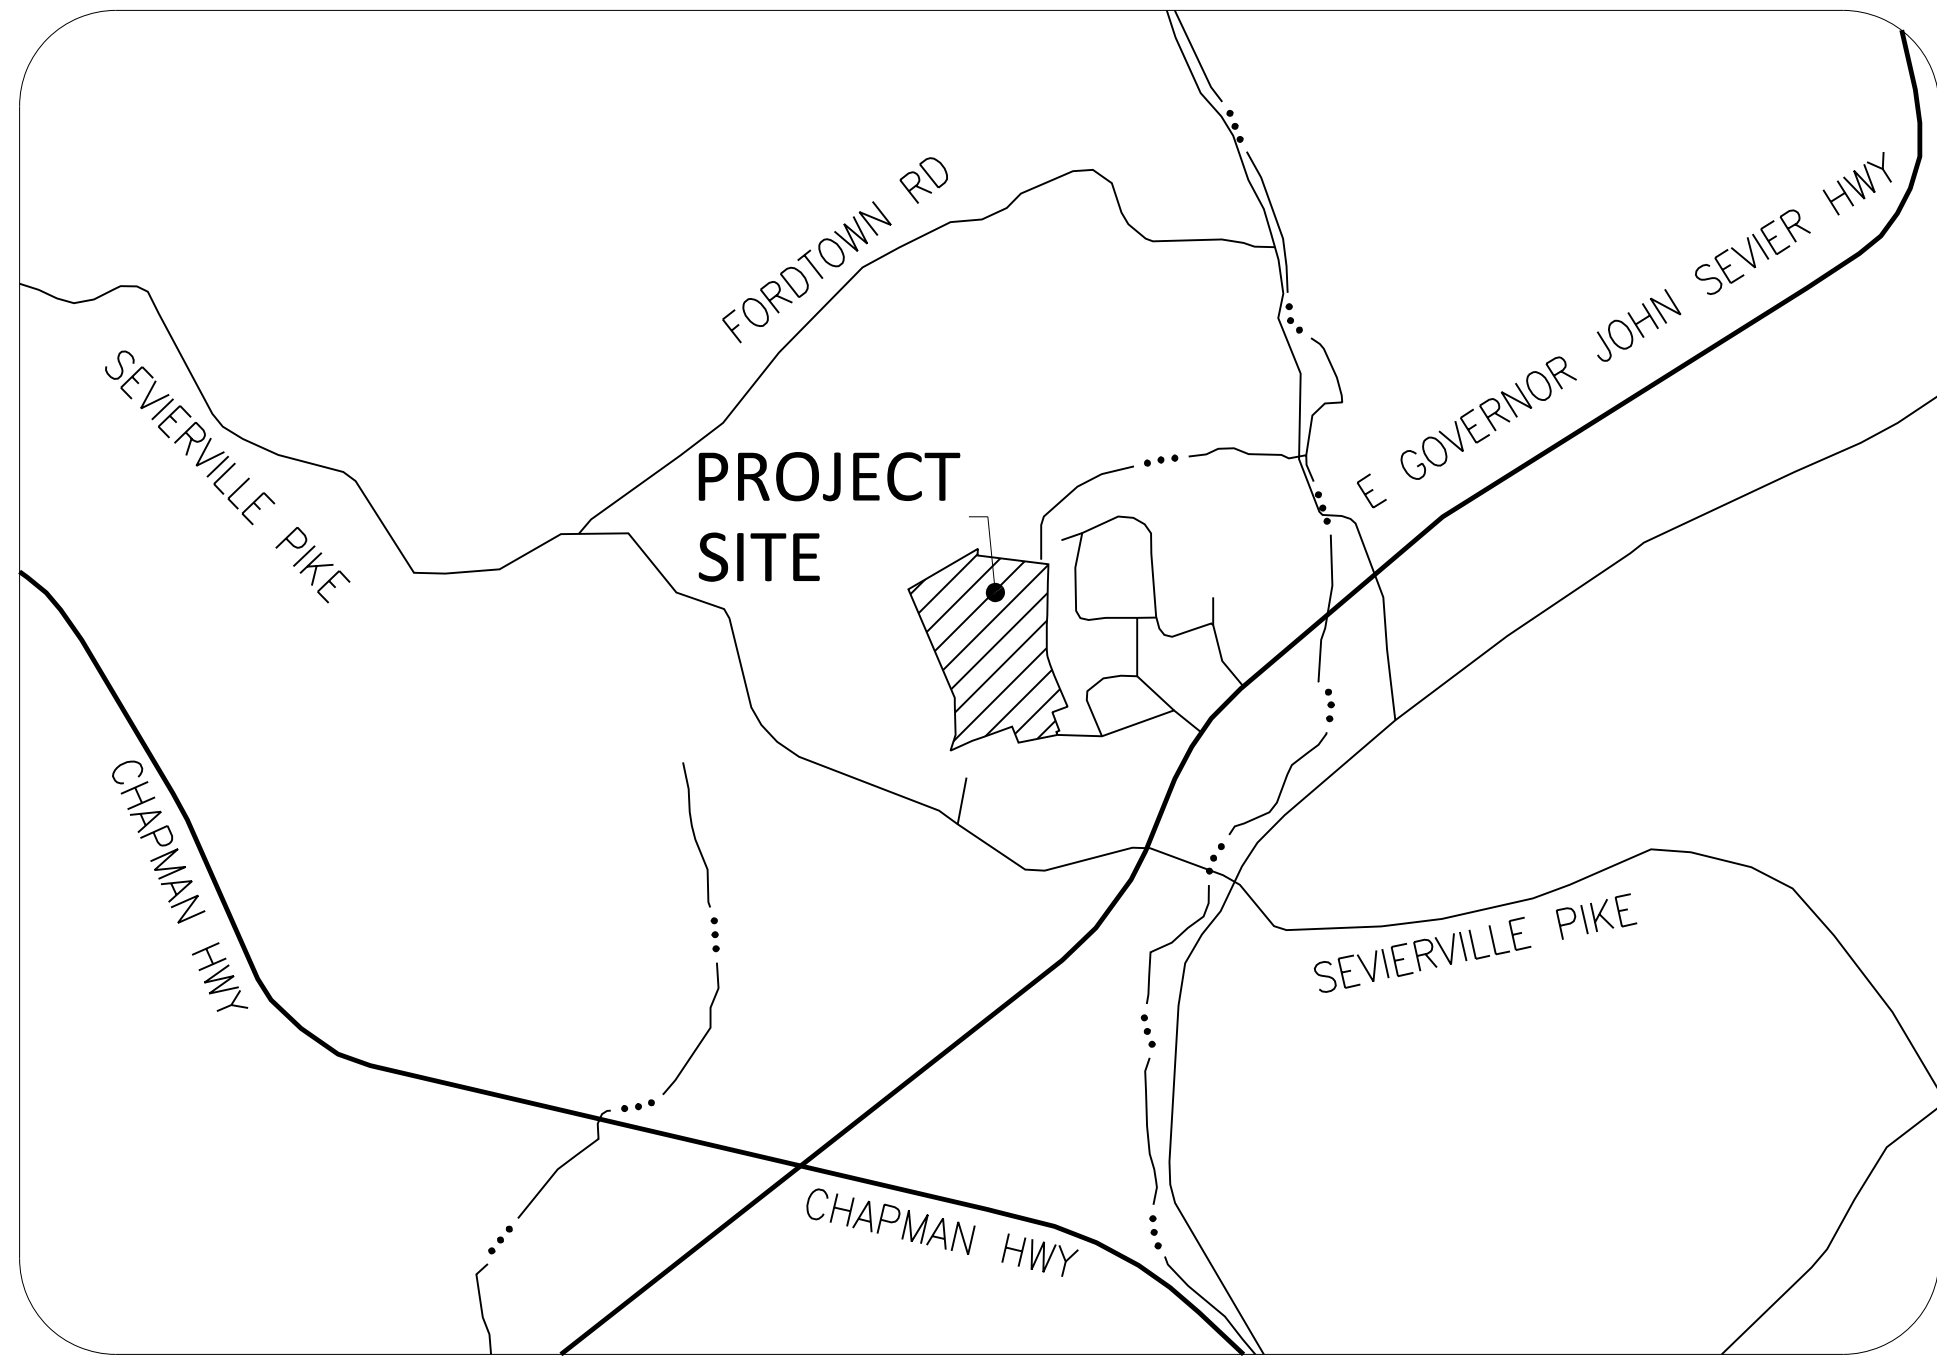 FORDTOWN RD
E GOVERNOR JOHN SEVIER HWY
SEVIERVILLE PIKE
PROJECT
SITE
CHAPMAN HWY
SEVIERVILLE PIKE
CHAPMAN HWY